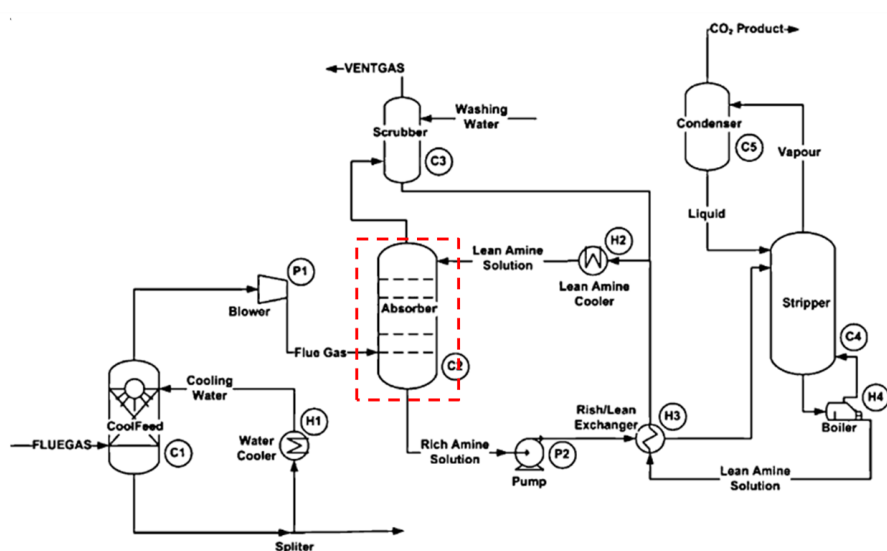 CO₂ Product
VENTGAS
Washing
Water
Scrubber
C3
Condenser
C5
Vapour
Liquid
Lean Amine
Solution
H2
Lean Amine
Cooler
P1
Blower
Absorber
C2
Flue Gas
Stripper
C4
H4
Boiler
Cooling
Water
CoolFeed
FLUEGAS
C1
H1
Water
Cooler
Rich Amine
Solution
P2
Pump
Rish/Lean
Exchanger
H3
Lean Amine
Solution
Spliter